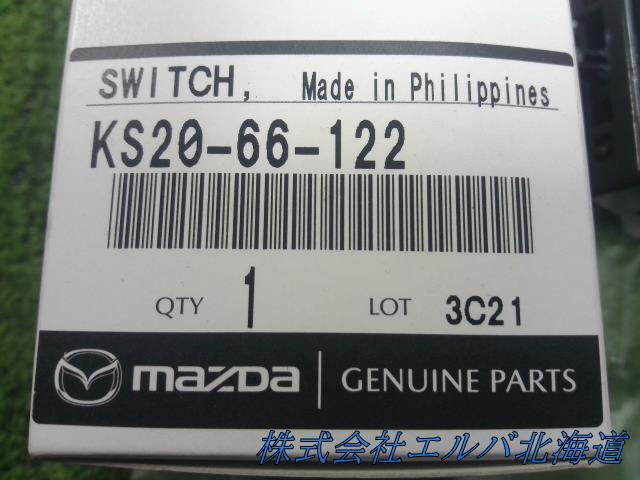 SWITCH, Made in Philippines
KS20-66-122
QTY 1 LOT 3C21
mazda GENUINE PARTS
株式会社エルバ北海道